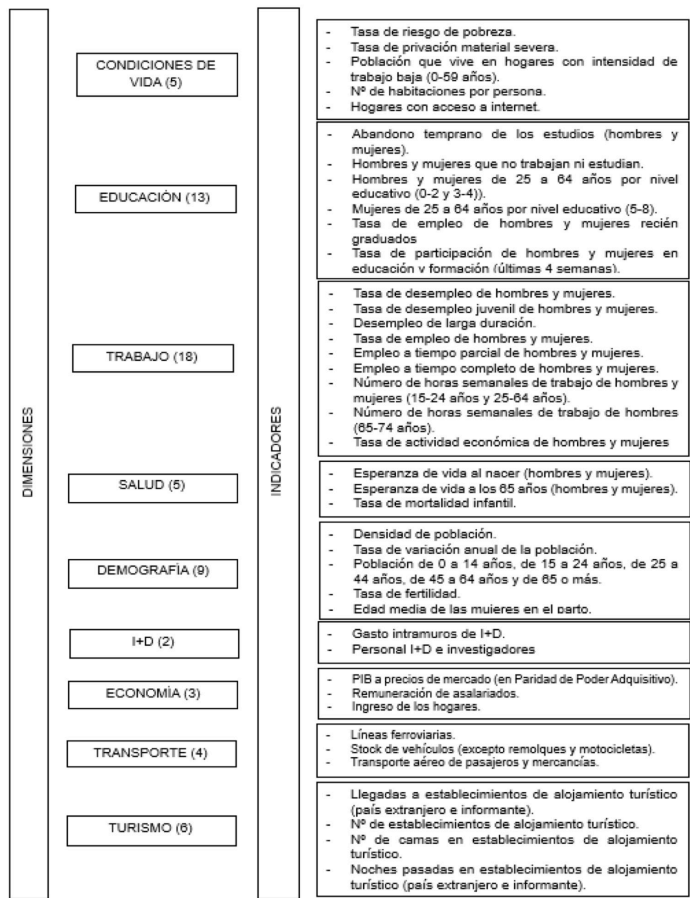 DIMENSIONES
INDICADORES
CONDICIONES DE
VIDA (5)
- Tasa de riesgo de pobreza.
- Tasa de privación material severa.
- Población que vive en hogares con intensidad de
trabajo baja (0-59 años).
- Nº de habitaciones por persona.
- Hogares con acceso a internet.
EDUCACIÓN (13)
- Abandono temprano de los estudios (hombres y
mujeres).
- Hombres y mujeres que no trabajan ni estudian.
- Hombres y mujeres de 25 a 64 años por nivel
educativo (0-2 y 3-4)).
- Mujeres de 25 a 64 años por nivel educativo (5-8).
- Tasa de empleo de hombres y mujeres recién
graduados
- Tasa de participación de hombres y mujeres en
educación y formación (últimas 4 semanas).
TRABAJO (18)
- Tasa de desempleo de hombres y mujeres.
- Tasa de desempleo juvenil de hombres y mujeres.
- Desempleo de larga duración.
- Tasa de empleo de hombres y mujeres.
- Empleo a tiempo parcial de hombres y mujeres.
- Empleo a tiempo completo de hombres y mujeres.
- Número de horas semanales de trabajo de hombres y
mujeres (15-24 años y 25-64 años).
- Número de horas semanales de trabajo de hombres
(65-74 años).
- Tasa de actividad económica de hombres y mujeres
SALUD (5)
- Esperanza de vida al nacer (hombres y mujeres).
- Esperanza de vida a los 65 años (hombres y mujeres).
- Tasa de mortalidad infantil.
DEMOGRAFÍA (9)
- Densidad de población.
- Tasa de variación anual de la población.
- Población de 0 a 14 años, de 15 a 24 años, de 25 a
44 años, de 45 a 64 años y de 65 o más.
- Tasa de fertilidad.
- Edad media de las mujeres en el parto.
I+D (2)
- Gasto intramuros de I+D.
- Personal I+D e investigadores
ECONOMÌA (3)
- PIB a precios de mercado (en Paridad de Poder Adquisitivo).
- Remuneración de asalariados.
- Ingreso de los hogares.
TRANSPORTE (4)
- Líneas ferroviarias.
- Stock de vehículos (excepto remolques y motocicletas).
- Transporte aéreo de pasajeros y mercancías.
TURISMO (6)
- Llegadas a establecimientos de alojamiento turístico
(país extranjero e informante).
- Nº de establecimientos de alojamiento turístico.
- Nº de camas en establecimientos de alojamiento
turístico.
- Noches pasadas en establecimientos de alojamiento
turístico (país extranjero e informante).